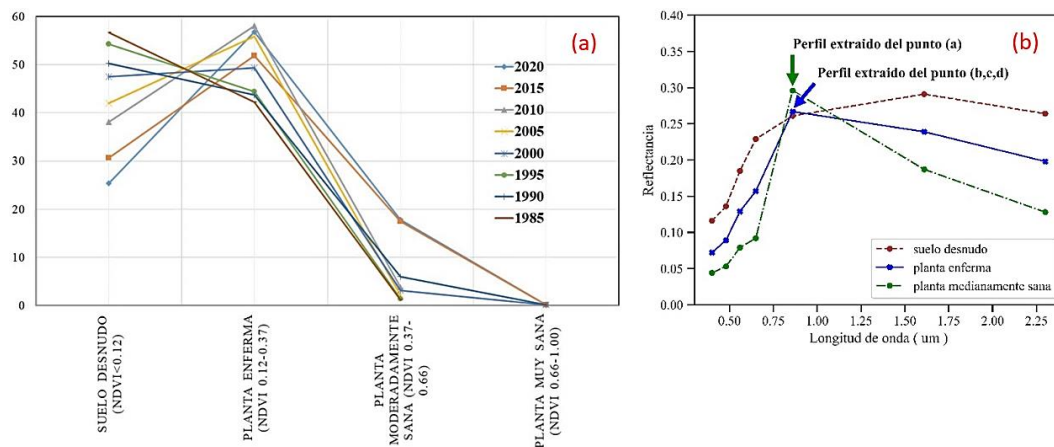 60
50
40
30
20
10
0
(a)
2020
2015
2010
2005
2000
1995
1990
1985
SUELO DESNUDO
(NDVI<0.12)
PLANTA ENFERMA
(NDVI 0.12-0.37)
PLANTA
MODERADAMENTE
SANA (NDVI 0.37-
0.66)
PLANTA MUY SANA
(NDVI 0.66-1.00)
(b)
Perfil extraido del punto (a)
Perfil extraido del punto (b,c,d)
Reflectancia
0.40
0.35
0.30
0.25
0.20
0.15
0.10
0.05
0.00
suelo desnudo
planta enferma
planta medianamente sana
0.50 0.75 1.00 1.25 1.50 1.75 2.00 2.25
Longitud de onda ( um )